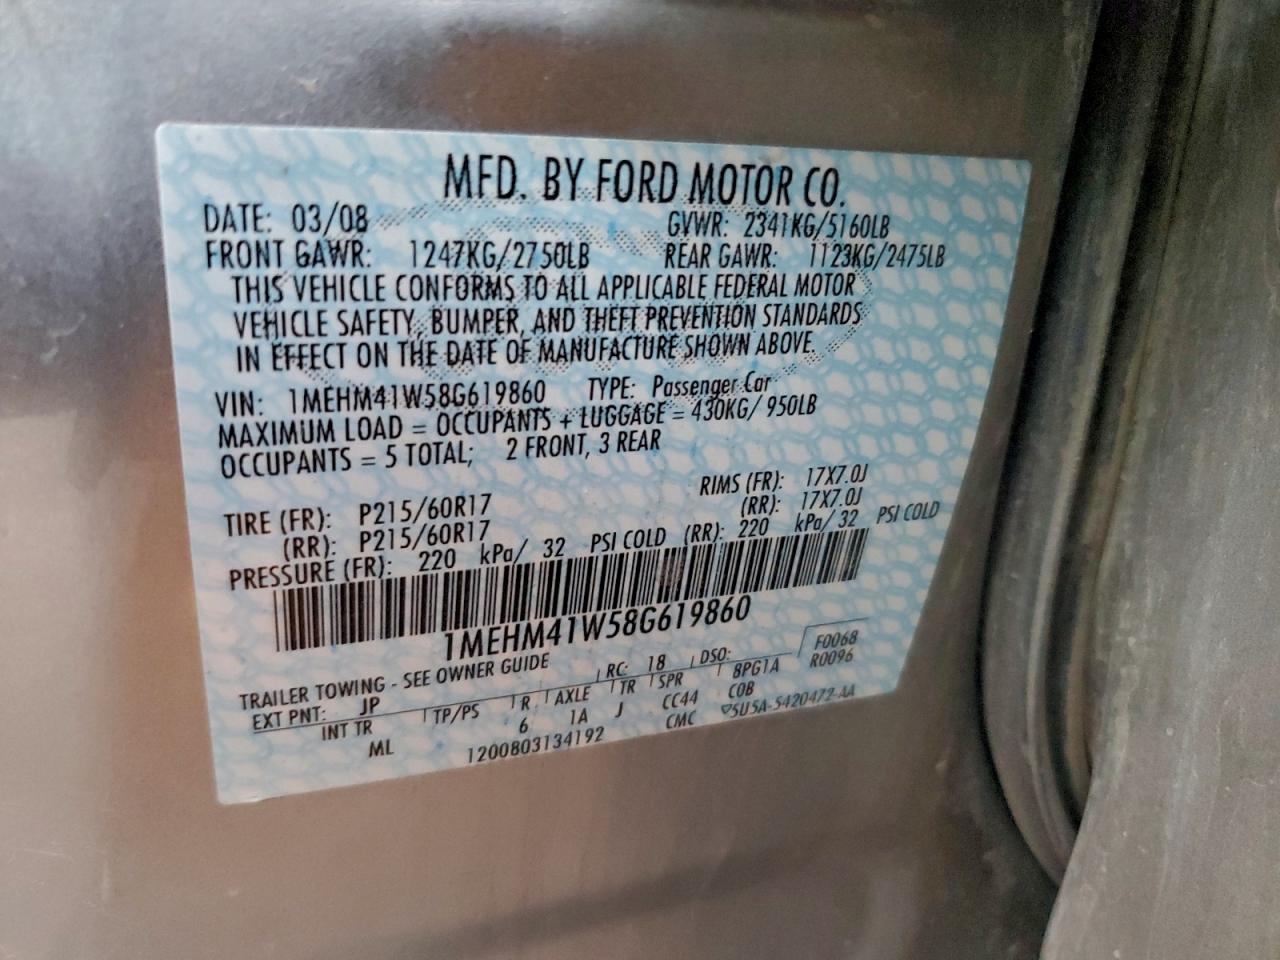 MFD. BY FORD MOTOR CO.
DATE: 03/08 GVWR: 2341KG/5160LB
FRONT GAWR: 1247KG/2750LB REAR GAWR: 1123KG/2475LB
THIS VEHICLE CONFORMS TO ALL APPLICABLE FEDERAL MOTOR
VEHICLE SAFETY, BUMPER, AND THEFT PREVENTION STANDARDS
IN EFFECT ON THE DATE OF MANUFACTURE SHOWN ABOVE.
VIN: 1MEHM41W58G619860 TYPE: Passenger Car
MAXIMUM LOAD = OCCUPANTS + LUGGAGE = 430KG/ 950LB
OCCUPANTS = 5 TOTAL; 2 FRONT, 3 REAR
TIRE (FR): P215/60R17 RIMS (FR): 17X7.0J
(RR): P215/60R17 (RR): 17X7.0J
PRESSURE (FR): 220 kPa/ 32 PSI COLD (RR): 220 kPa/ 32 PSI COLD
1MEHM41W58G619860
TRAILER TOWING - SEE OWNER GUIDE F0068
EXT PNT: JP RC: 18 DSO: R0096
INT TR TP/PS R AXLE TR SPR 8PG1A
ML 6 1A J CC44 COB
1200803134192 CMC 5U5A-5420472-AA